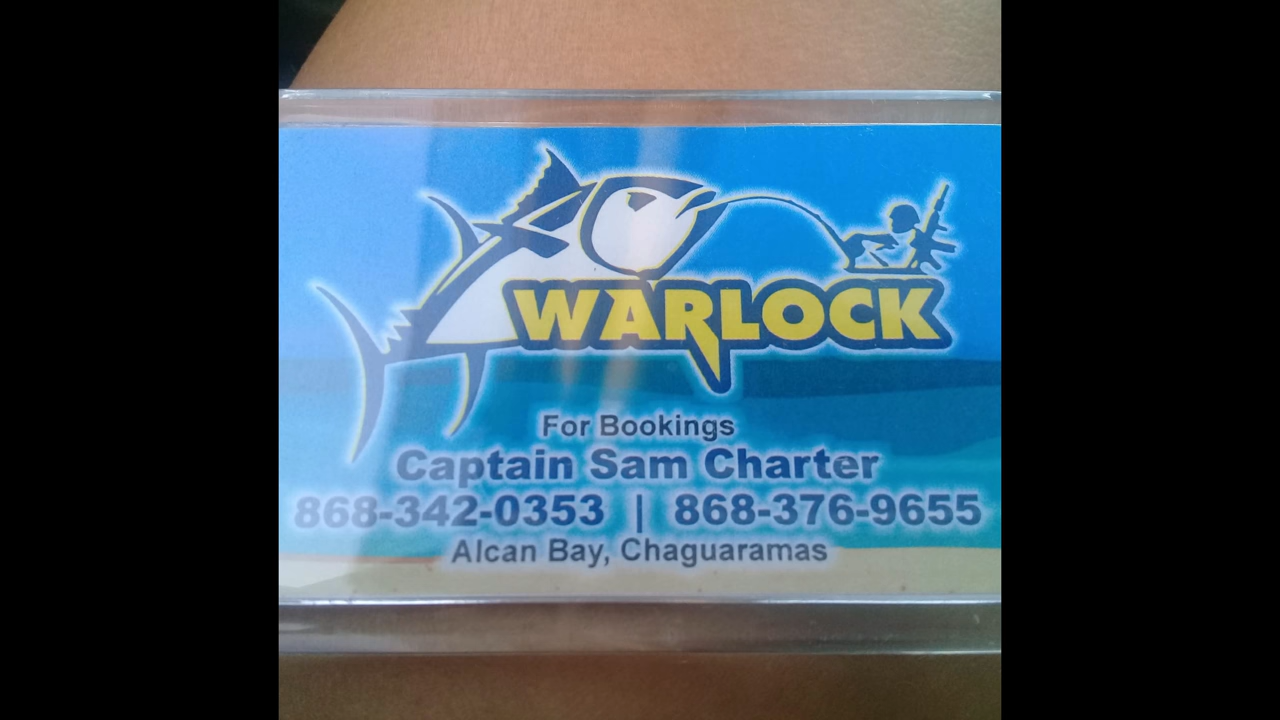 WARLOCK
For Bookings
Captain Sam Charter
868-342-0353 | 868-376-9655
Alcan Bay, Chaguaramas